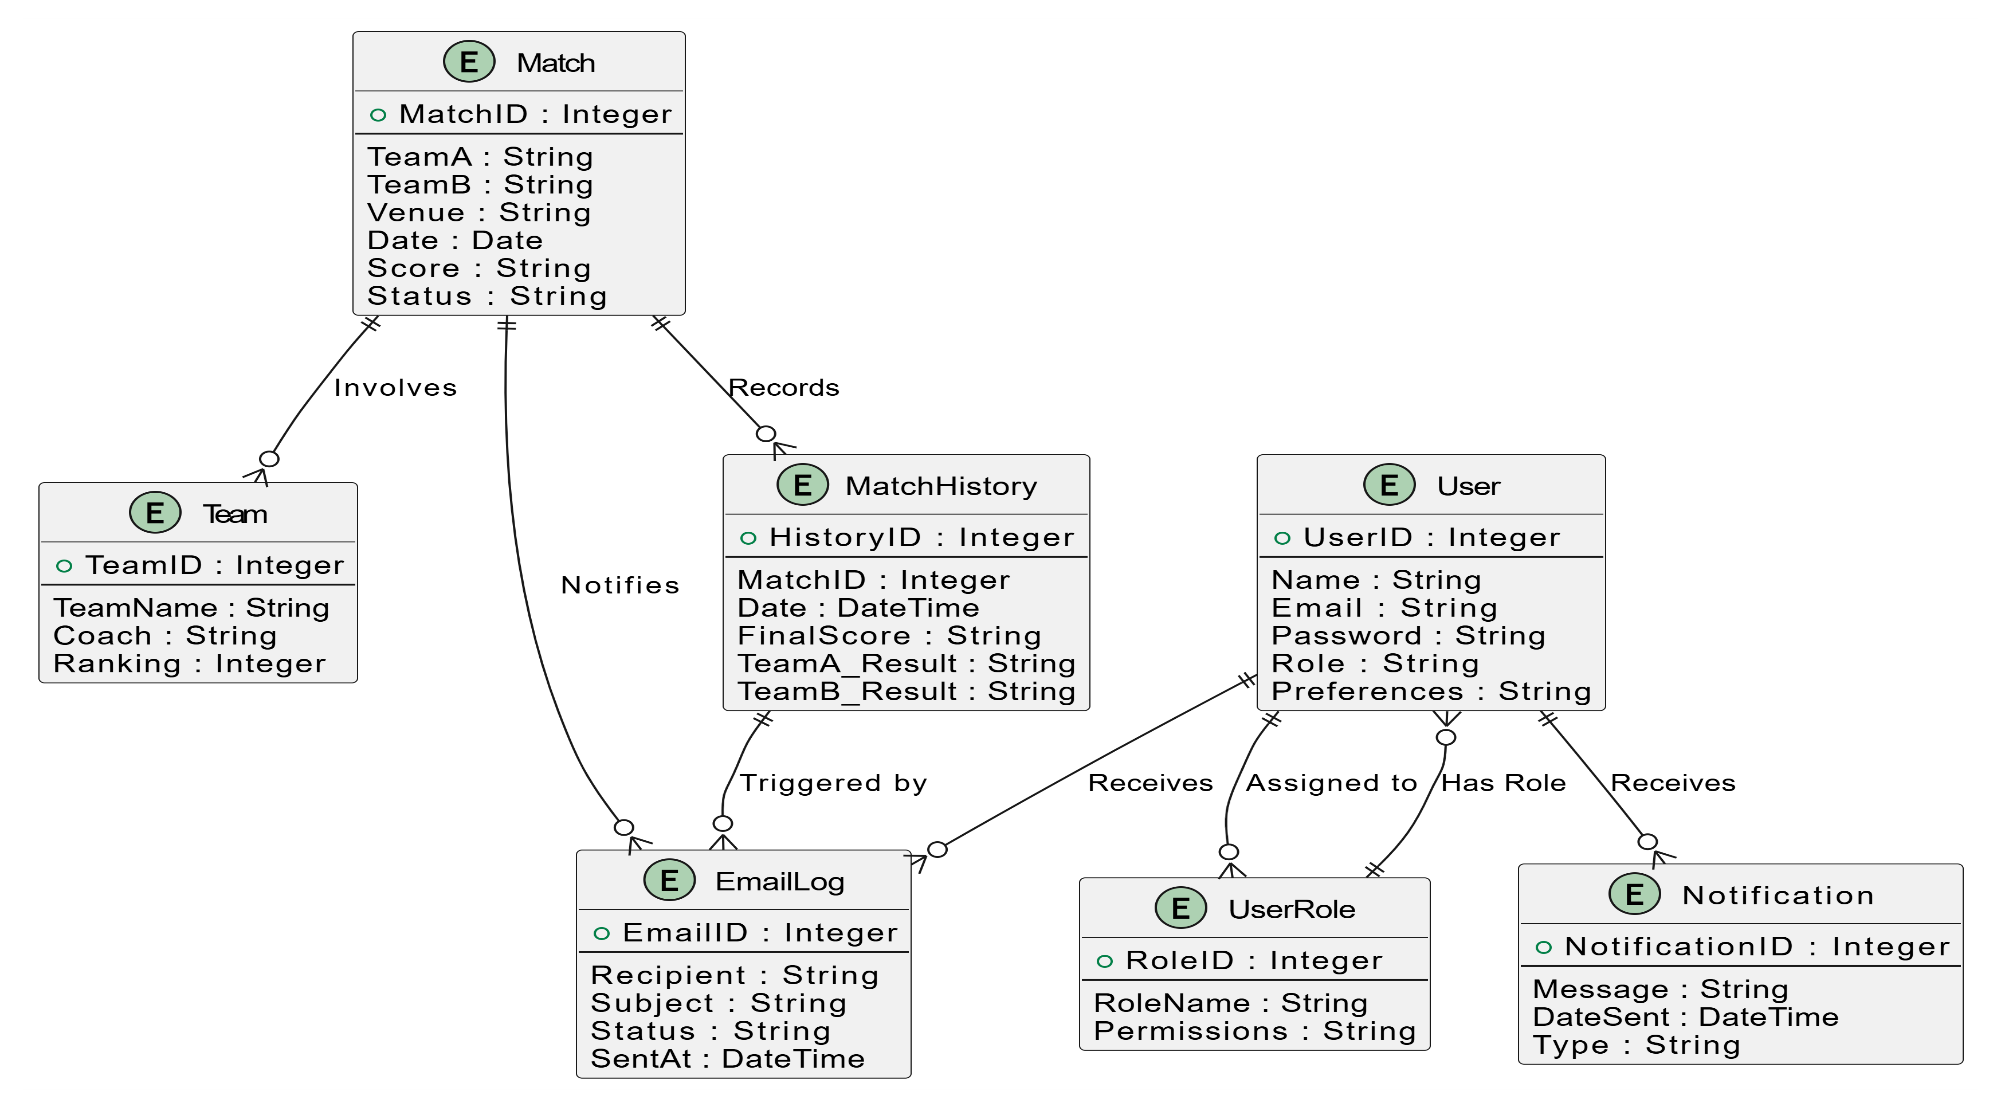 E Match
MatchID : Integer
TeamA : String
TeamB : String
Venue : String
Date : Date
Score : String
Status : String
Involves
Records
E Team
TeamID : Integer
TeamName : String
Coach : String
Ranking : Integer
Notifies
E MatchHistory
HistoryID : Integer
MatchID : Integer
Date : DateTime
FinalScore : String
TeamA_Result : String
TeamB_Result : String
E User
UserID : Integer
Name : String
Email : String
Password : String
Role : String
Preferences : String
Triggered by
Receives
Assigned to
Has Role
Receives
E EmailLog
EmailID : Integer
Recipient : String
Subject : String
Status : String
SentAt : DateTime
E UserRole
RoleID : Integer
RoleName : String
Permissions : String
E Notification
NotificationID : Integer
Message : String
DateSent : DateTime
Type : String